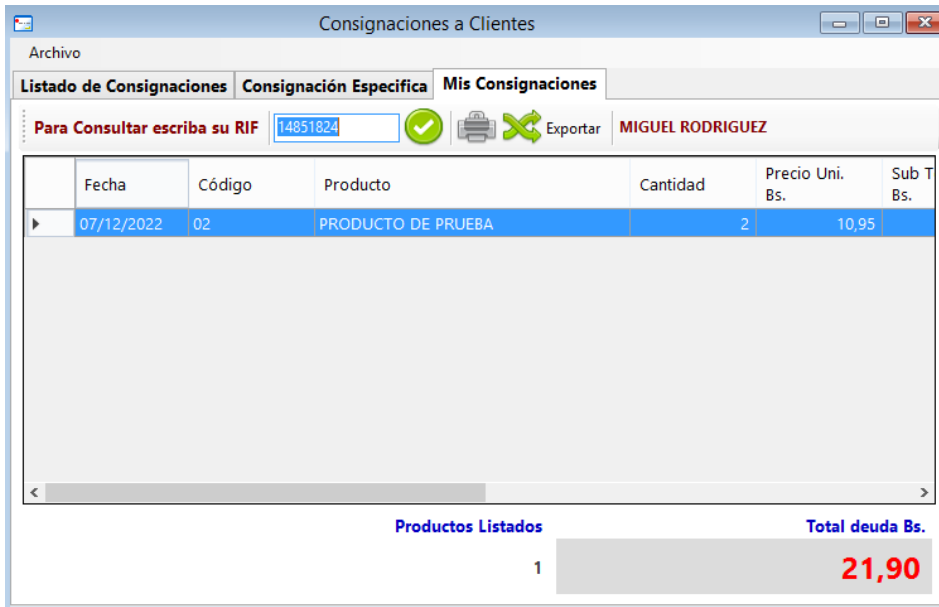 Consignaciones a Clientes
Archivo
Listado de Consignaciones Consignación Especifica Mis Consignaciones
Para Consultar escriba su RIF 14851824 Exportar MIGUEL RODRIGUEZ
Fecha Código Producto Cantidad Precio Uni. Bs. Sub T Bs.
07/12/2022 02 PRODUCTO DE PRUEBA 2 10,95
Productos Listados Total deuda Bs.
1 21,90